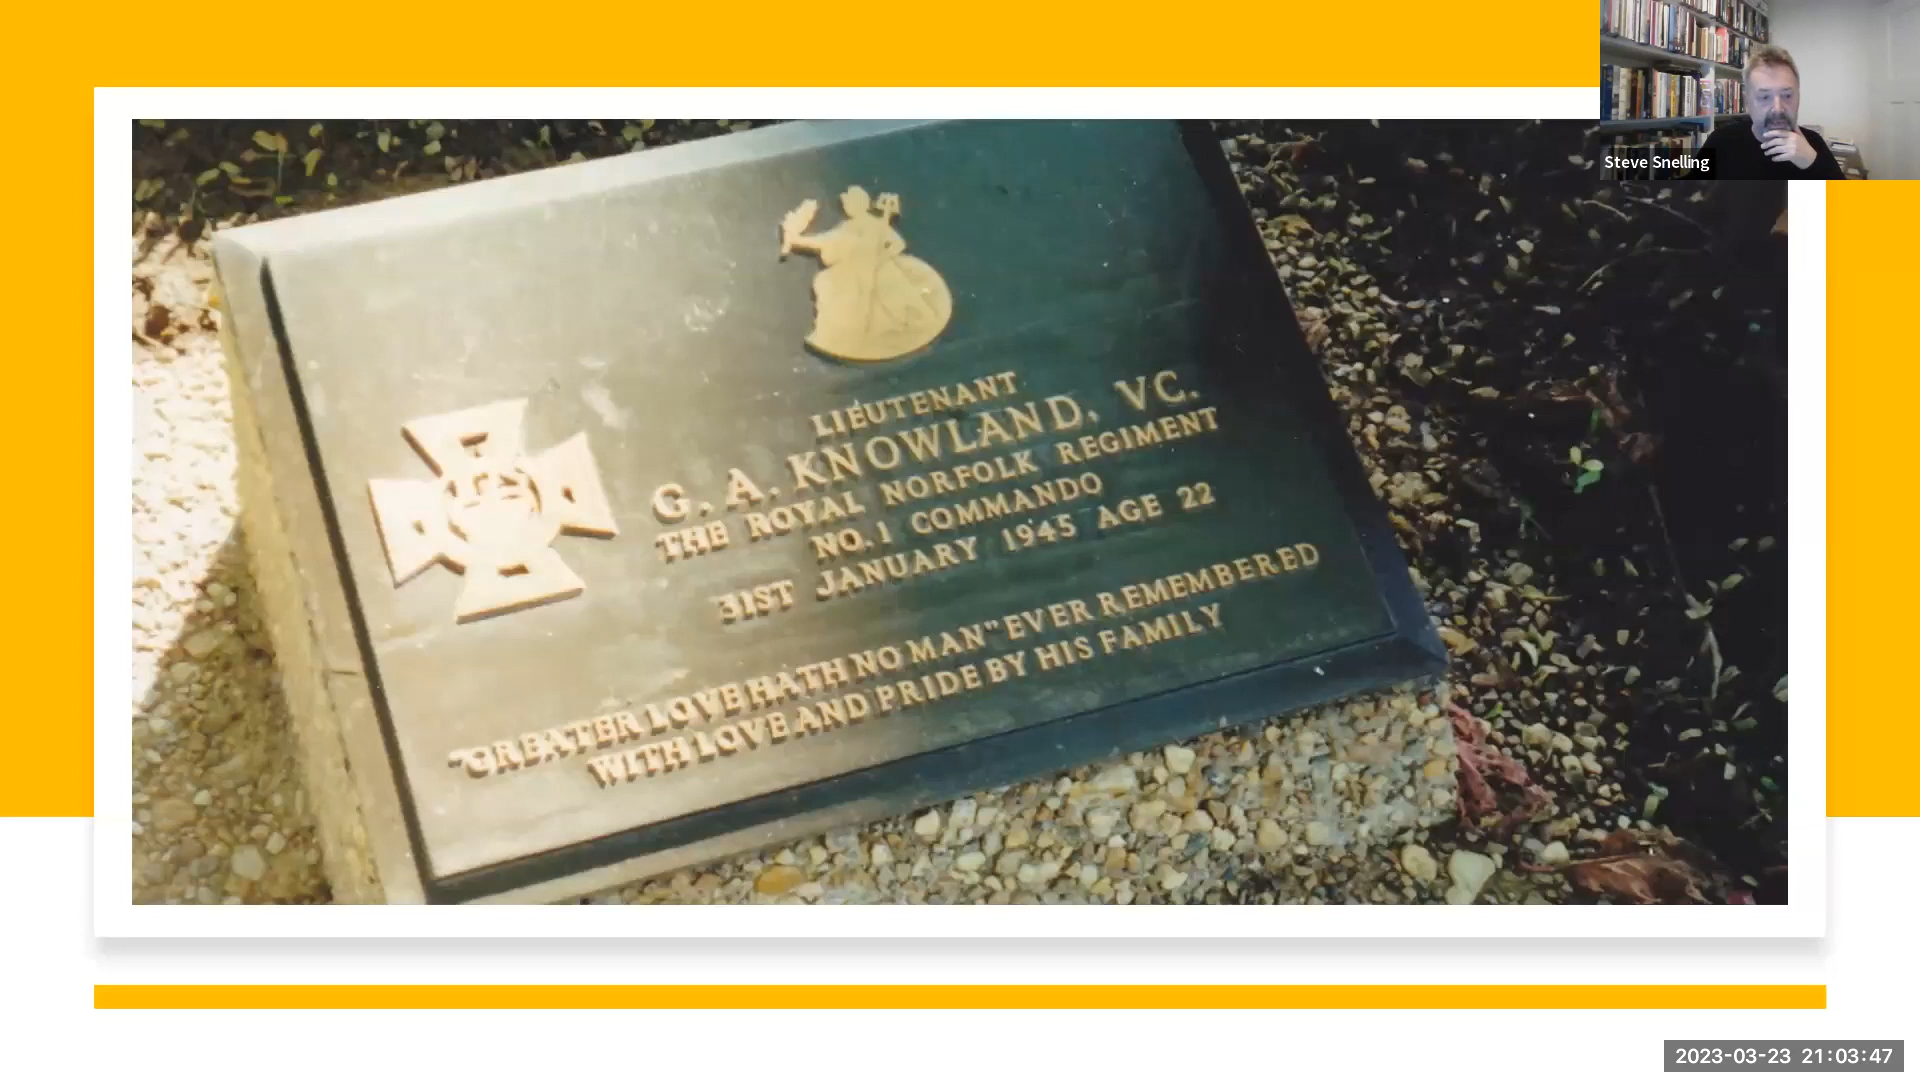 Steve Snelling
LIEUTENANT
G. A. KNOWLAND, VC.
THE ROYAL NORFOLK REGIMENT
NO. 1 COMMANDO
31ST JANUARY 1945 AGE 22
"GREATER LOVE HATH NO MAN" EVER REMEMBERED
WITH LOVE AND PRIDE BY HIS FAMILY
2023-03-23 21:03:47